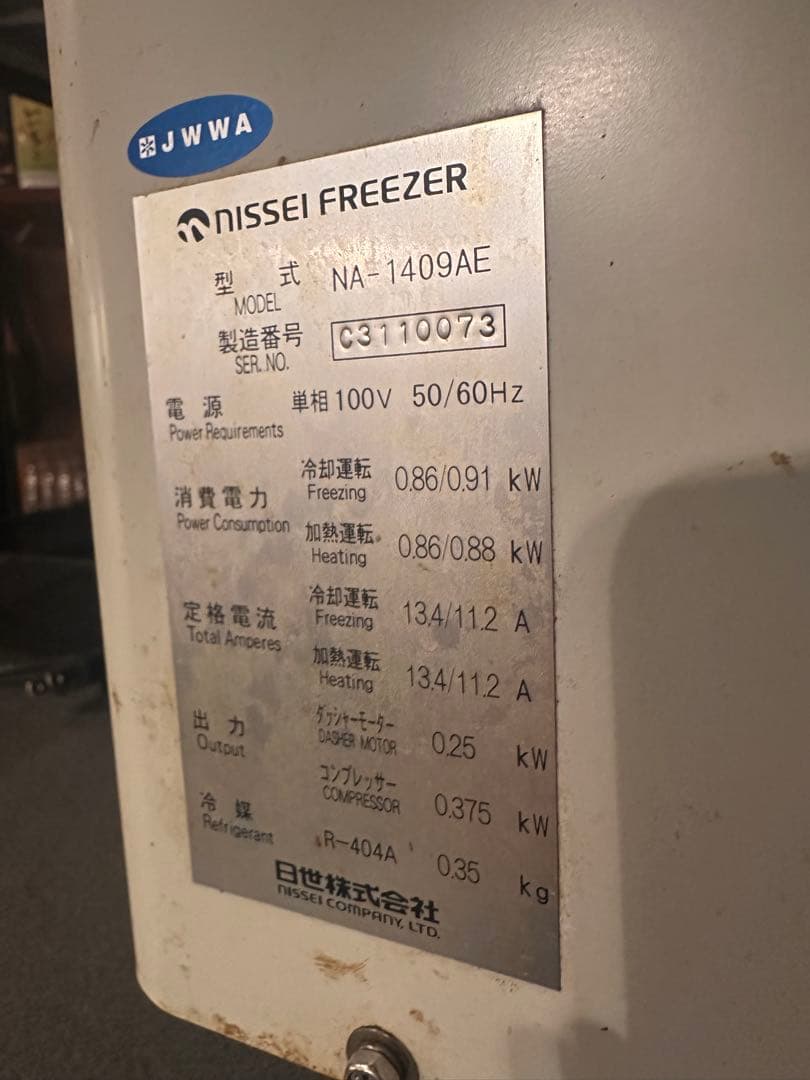 JWWA
NISSEI FREEZER
型 式 NA-1409AE
MODEL
製造番号 C3110073
SER. NO.
電 源 単相 100V 50/60Hz
Power Requirements
消費電力 冷却運転 0.86/0.91 kW
Power Consumption Freezing
加熱運転 0.86/0.88 kW
Heating
定格電流 冷却運転 13.4/11.2 A
Total Amperes Freezing
加熱運転 13.4/11.2 A
Heating
出 力 ダッシャーモーター 0.25 kW
Output DASHER MOTOR
コンプレッサー 0.375 kW
COMPRESSOR
冷 媒 R-404A 0.35 kg
Refrigerant
日世株式会社
NISSEI COMPANY, LTD.